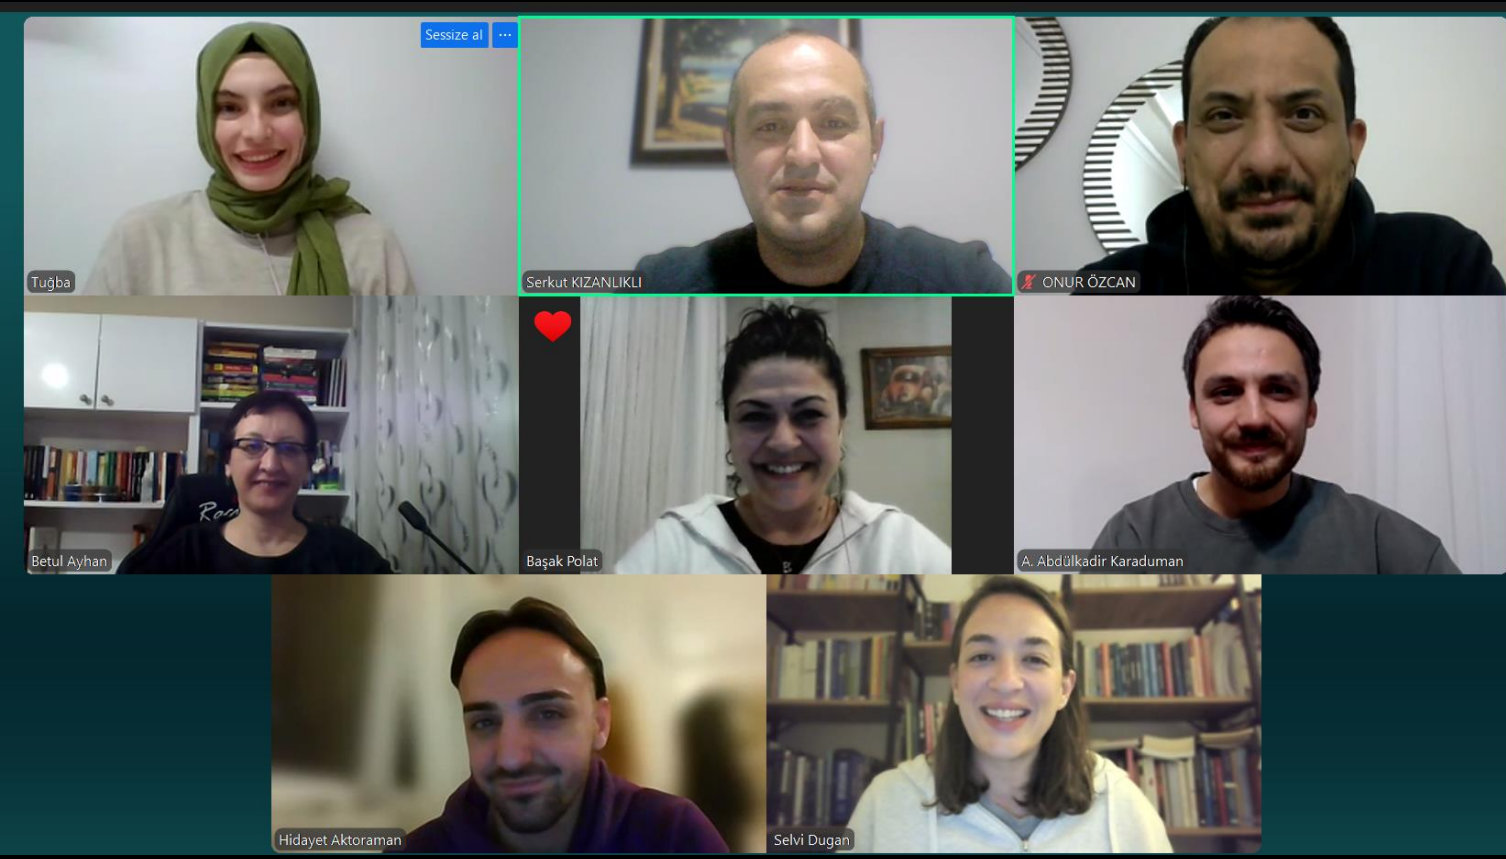 Sessize al
Tuğba
Serkut KIZANLIKLI
ONUR ÖZCAN
Betul Ayhan
Başak Polat
A. Abdülkadir Karaduman
Hidayet Aktoraman
Selvi Dugan